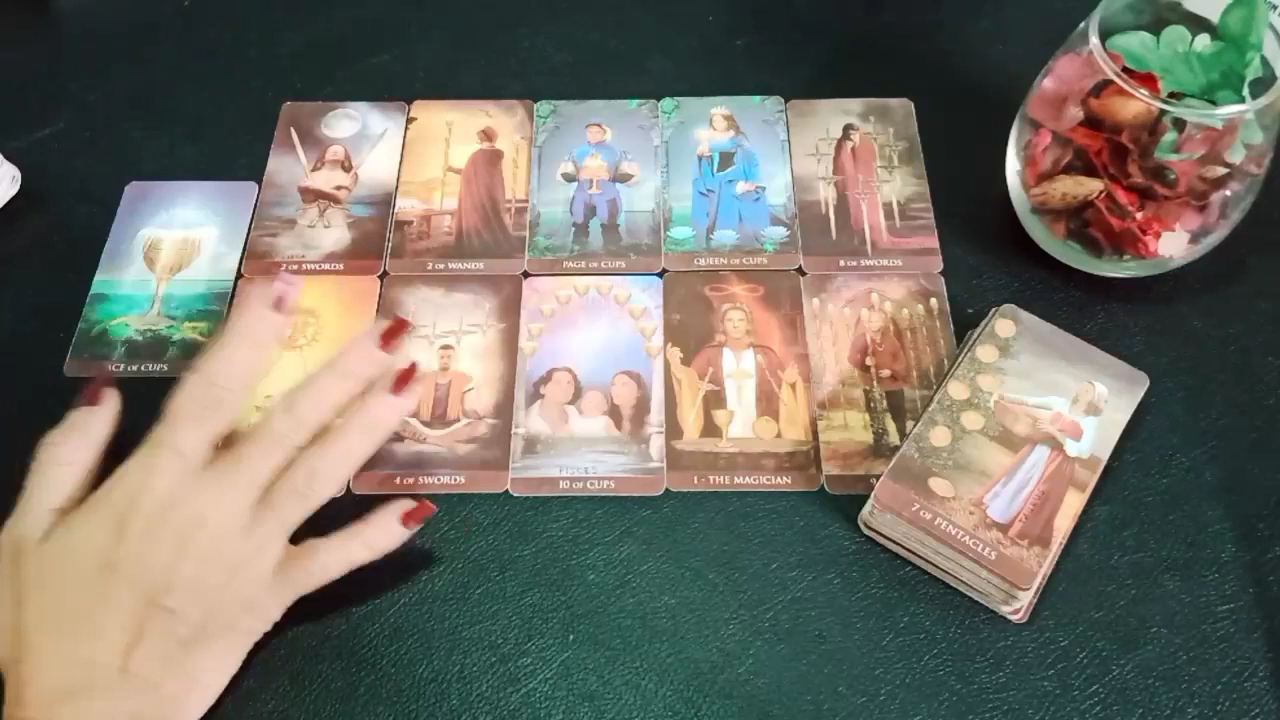 2 OF SWORDS
2 OF WANDS
PAGE OF CUPS
QUEEN OF CUPS
8 OF SWORDS
ACE OF CUPS
4 OF SWORDS
PISCES
10 OF CUPS
1 - THE MAGICIAN
9
7 OF PENTACLES